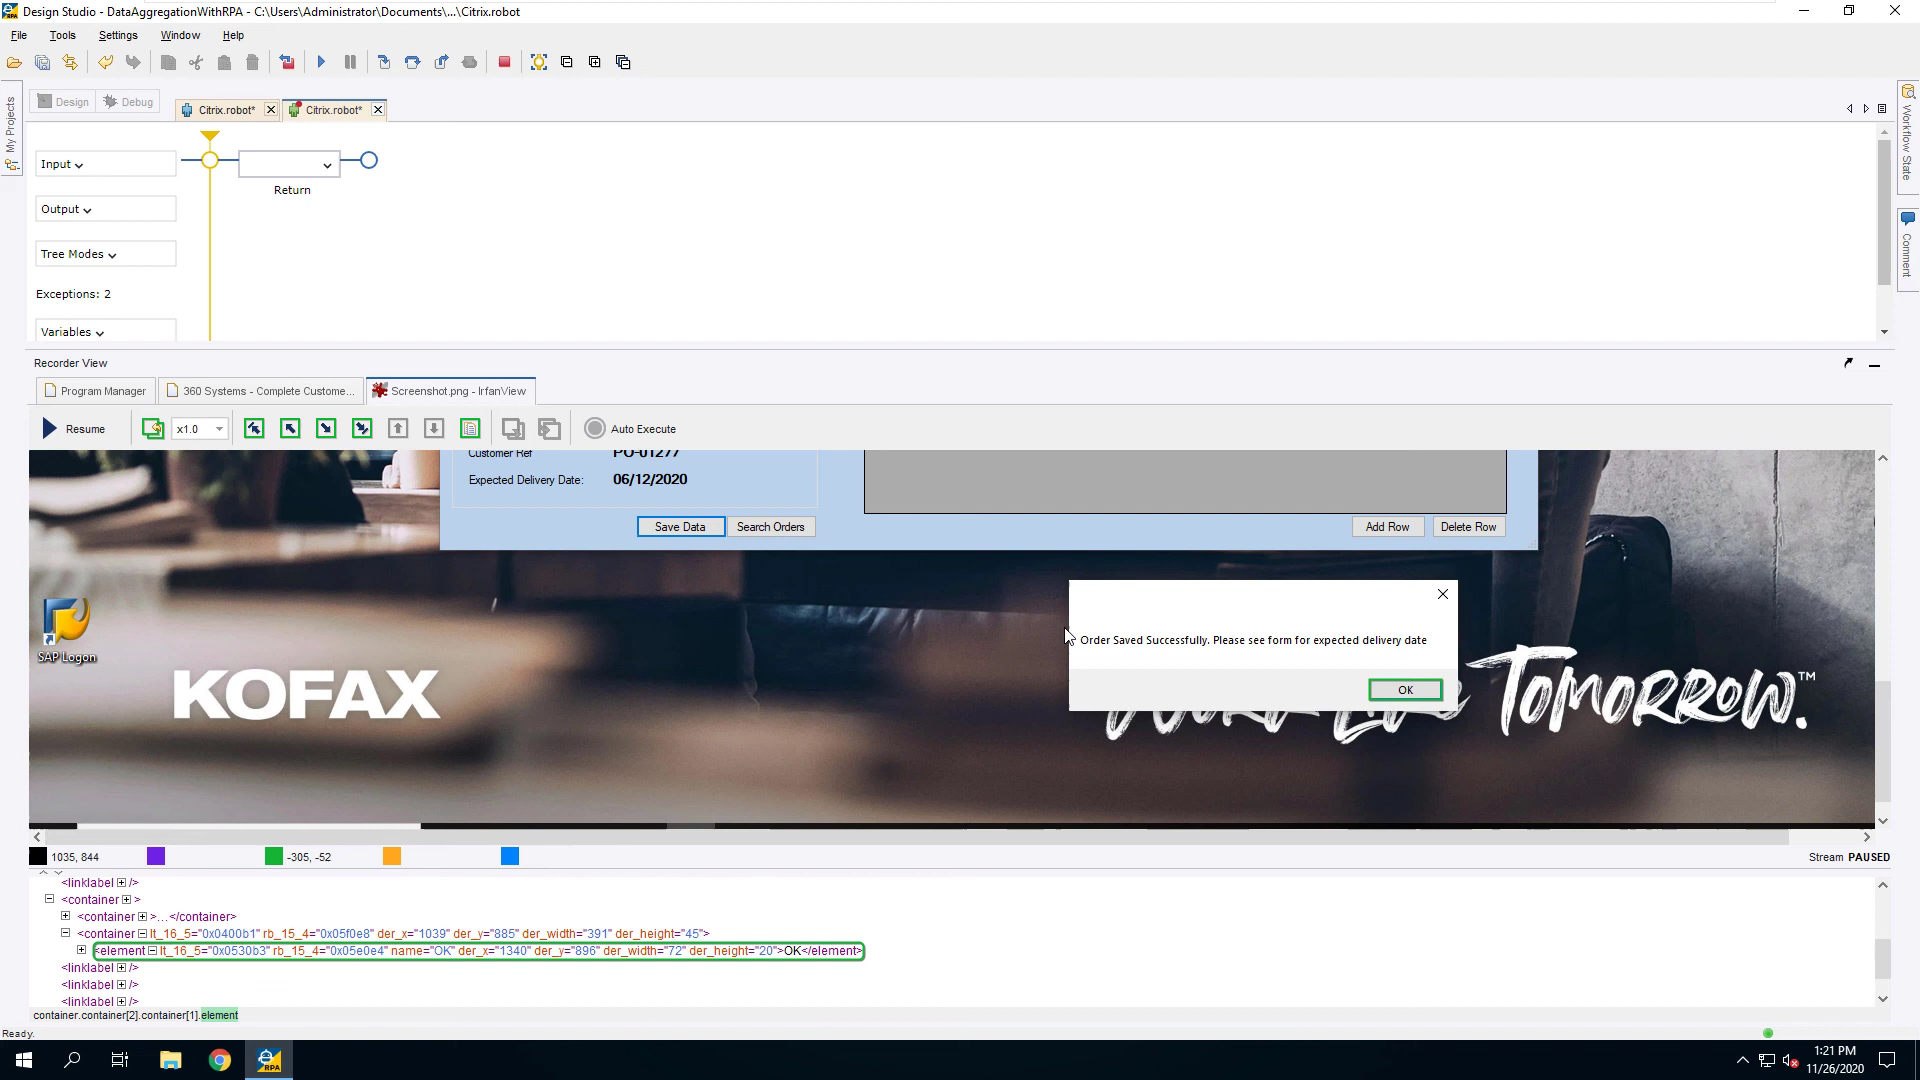 Design Studio - DataAggregationWithRPA - C:\Users\Administrator\Documents\...\Citrix.robot
File Tools Settings Window Help
My Projects
Design Debug Citrix.robot* Citrix.robot*
Workflow State
Comment
Input
Return
Output
Tree Modes
Exceptions: 2
Variables
Recorder View
Program Manager 360 Systems - Complete Custome... Screenshot.png - IrfanView
Resume x1.0 Auto Execute
Customer Ref PO-01277
Expected Delivery Date: 06/12/2020
Save Data Search Orders Add Row Delete Row
Order Saved Successfully. Please see form for expected delivery date
OK
SAP Logon
KOFAX
Tomorrow.™
1035, 844 -305, -52 Stream PAUSED
<linklabel />
<container >
<container >...</container>
<container lt_16_5="0x0400b1" rb_15_4="0x05f0e8" der_x="1039" der_y="885" der_width="391" der_height="45">
<element lt_16_5="0x0530b3" rb_15_4="0x05e0e4" name="OK" der_x="1340" der_y="896" der_width="72" der_height="20">OK</element>
<linklabel />
<linklabel />
<linklabel />
container.container[2].container[1].element
Ready.
RPA
1:21 PM
11/26/2020